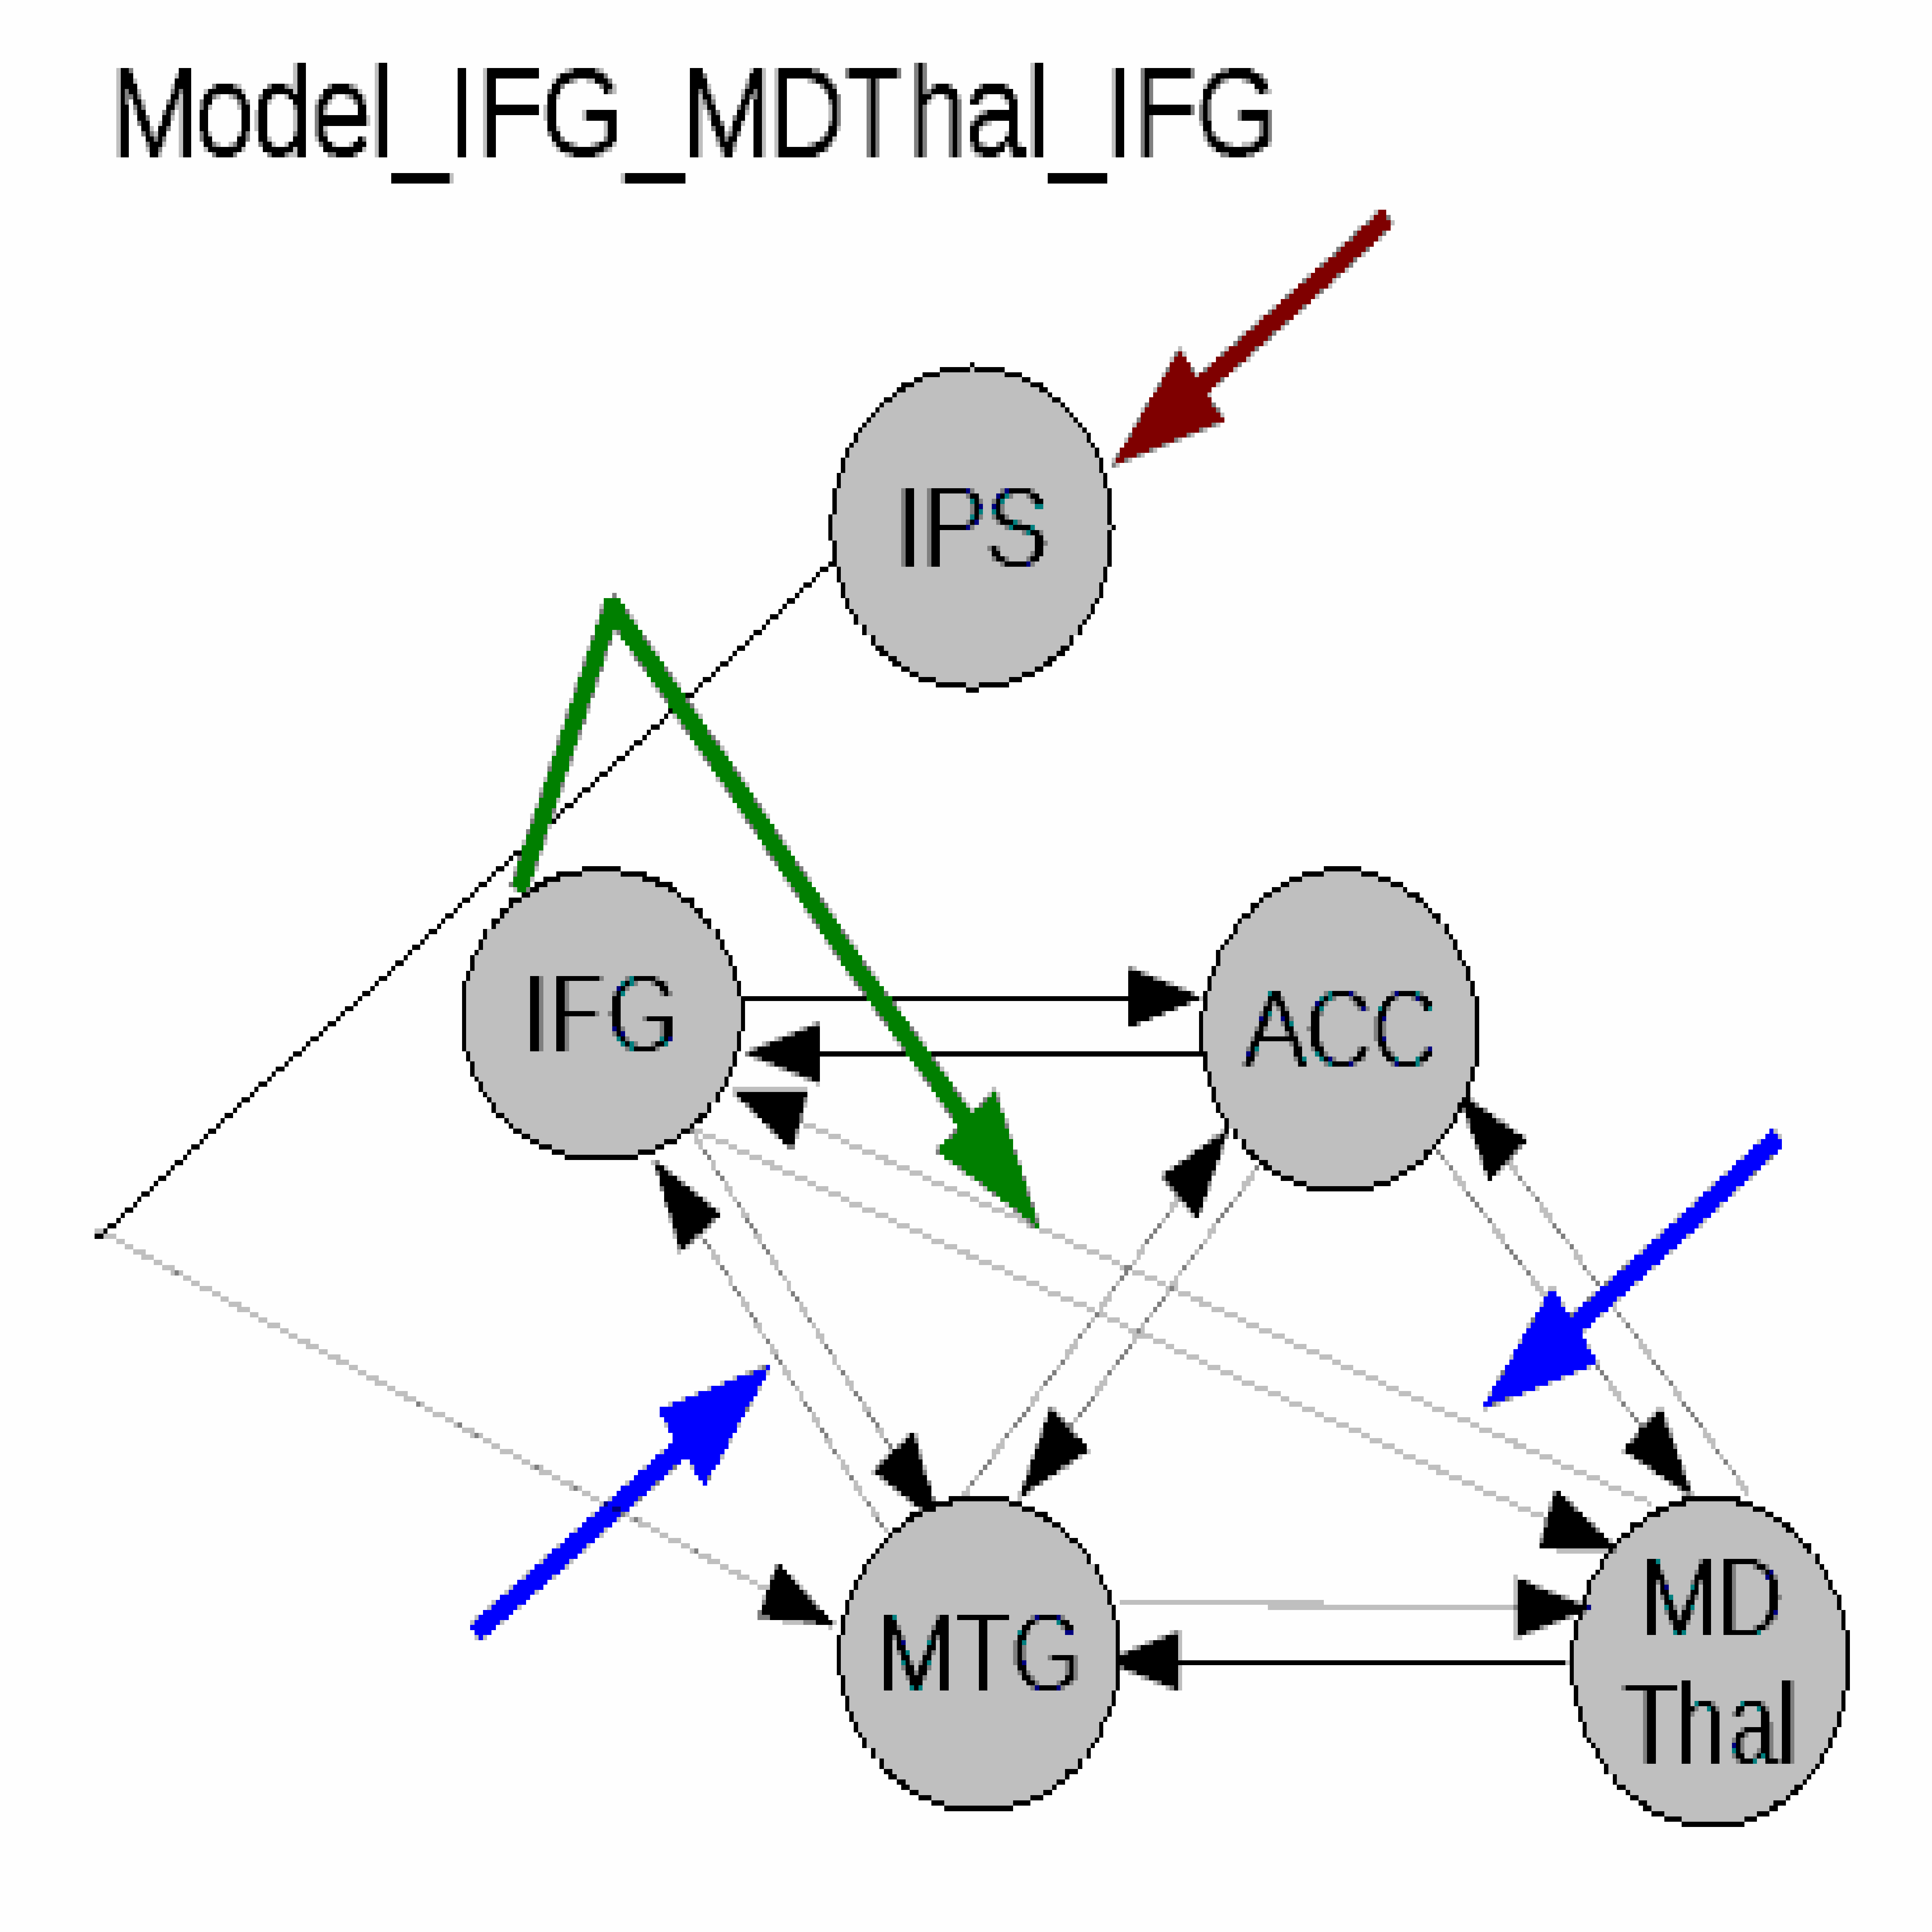 Model_IFG_MDThal_IFG
IPS
IFG
ACC
MTG
MD
Thal